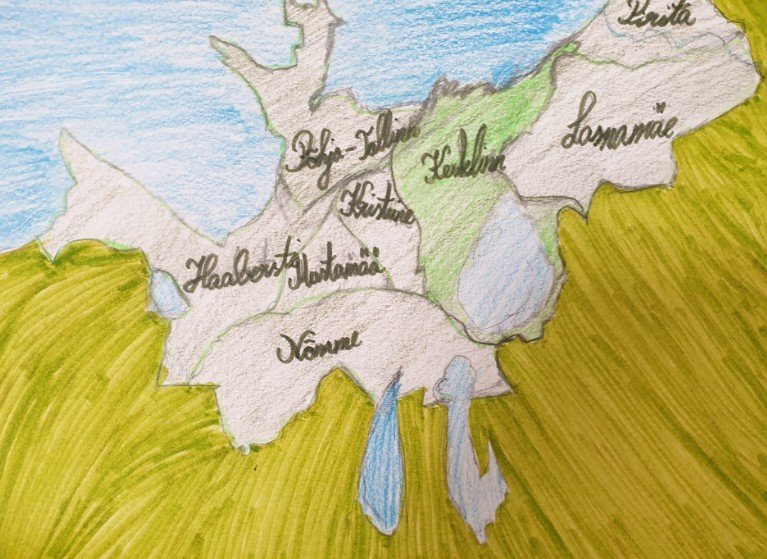 Pirita
Lasnamäe
Põhja-Tallinn
Kesklinn
Kristiine
Haabersti
Mustamäe
Nõmme